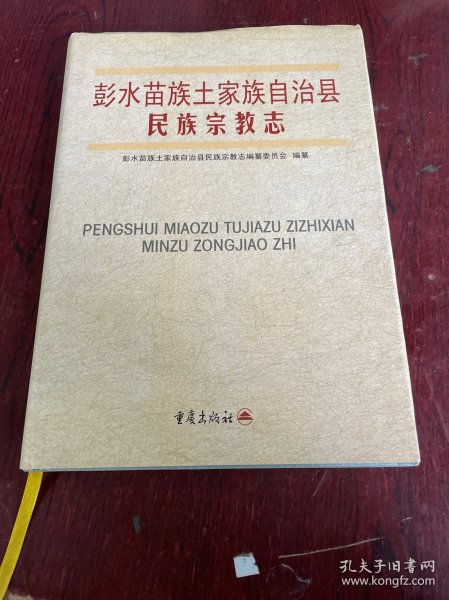 彭水苗族土家族自治县
民族宗教志
彭水苗族土家族自治县民族宗教志编纂委员会 编纂
PENGSHUI MIAOZU TUJIAZU ZIZHIXIAN
MINZU ZONGJIAO ZHI
重庆出版社
孔夫子旧书网
www.kongfz.com